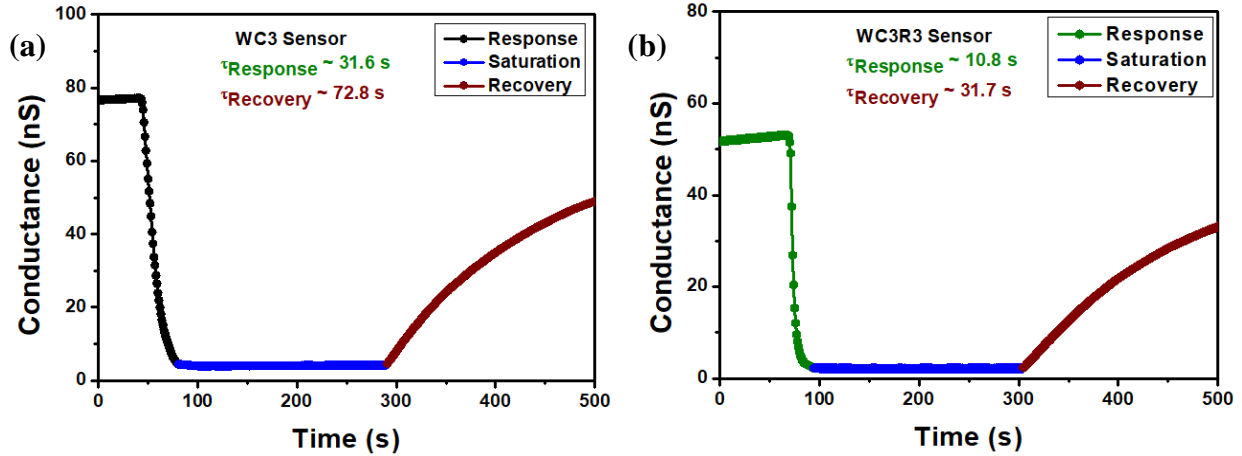 (a)
WC3 Sensor
τResponse ~ 31.6 s
τRecovery ~ 72.8 s
Response
Saturation
Recovery
Conductance (nS)
100
80
60
40
20
0
0 100 200 300 400 500
Time (s)
(b)
WC3R3 Sensor
τResponse ~ 10.8 s
τRecovery ~ 31.7 s
Response
Saturation
Recovery
Conductance (nS)
80
60
40
20
0
0 100 200 300 400 500
Time (s)